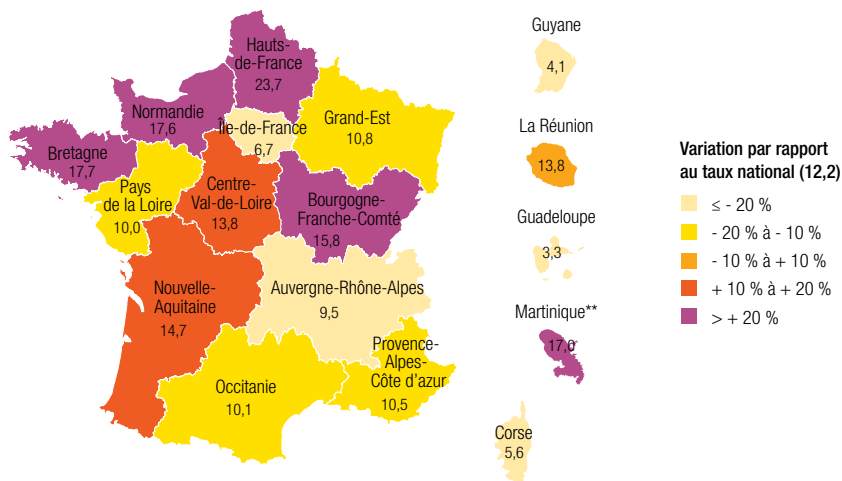 Hauts-
de-France
23,7
Normandie
17,6
Île-de-France
6,7
Grand-Est
10,8
Bretagne
17,7
Pays
de la Loire
10,0
Centre-
Val-de-Loire
13,8
Bourgogne-
Franche-Comté
15,8
Nouvelle-
Aquitaine
14,7
Auvergne-Rhône-Alpes
9,5
Provence-
Alpes-
Côte d'azur
10,5
Occitanie
10,1
Guyane
4,1
La Réunion
13,8
Guadeloupe
3,3
Martinique**
17,0
Corse
5,6
Variation par rapport
au taux national (12,2)
≤ - 20 %
- 20 % à - 10 %
- 10 % à + 10 %
+ 10 % à + 20 %
> + 20 %